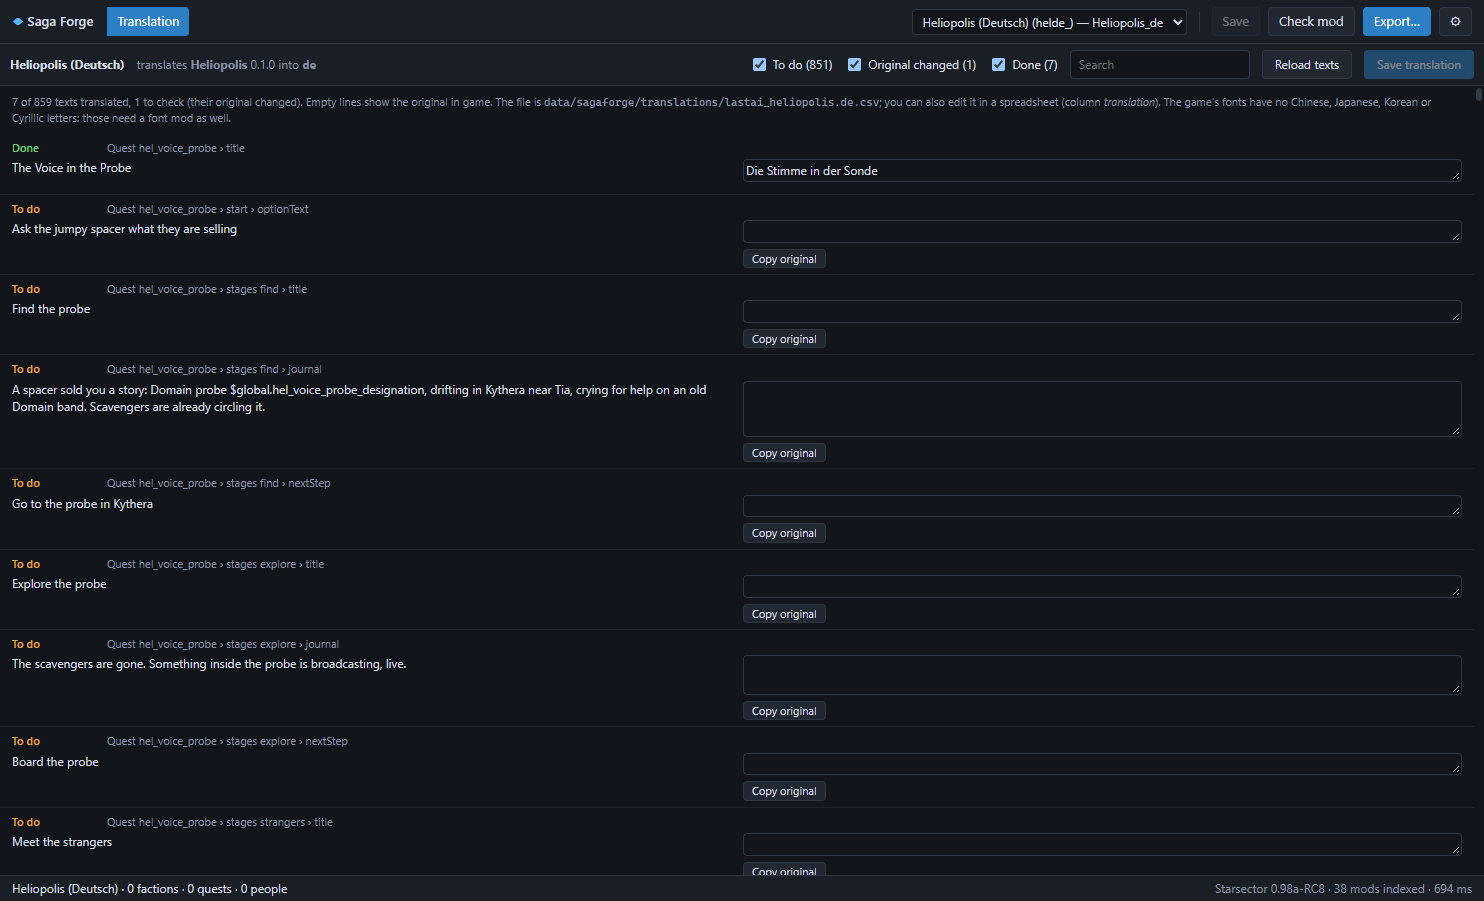 Saga Forge
Translation
Heliopolis (Deutsch) (helde_) — Heliopolis_de
Save
Check mod
Export...
Heliopolis (Deutsch) translates Heliopolis 0.1.0 into de
To do (851)
Original changed (1)
Done (7)
Search
Reload texts
Save translation
7 of 859 texts translated, 1 to check (their original changed). Empty lines show the original in game. The file is data/sagaforge/translations/lastai_heliopolis.de.csv; you can also edit it in a spreadsheet (column translation). The game's fonts have no Chinese, Japanese, Korean or
Cyrillic letters: those need a font mod as well.
Done Quest hel_voice_probe › title
The Voice in the Probe
Die Stimme in der Sonde
To do Quest hel_voice_probe › start › optionText
Ask the jumpy spacer what they are selling
Copy original
To do Quest hel_voice_probe › stages find › title
Find the probe
Copy original
To do Quest hel_voice_probe › stages find › journal
A spacer sold you a story: Domain probe $global.hel_voice_probe_designation, drifting in Kythera near Tia, crying for help on an old
Domain band. Scavengers are already circling it.
Copy original
To do Quest hel_voice_probe › stages find › nextStep
Go to the probe in Kythera
Copy original
To do Quest hel_voice_probe › stages explore › title
Explore the probe
Copy original
To do Quest hel_voice_probe › stages explore › journal
The scavengers are gone. Something inside the probe is broadcasting, live.
Copy original
To do Quest hel_voice_probe › stages explore › nextStep
Board the probe
Copy original
To do Quest hel_voice_probe › stages strangers › title
Meet the strangers
Copy original
Heliopolis (Deutsch) · 0 factions · 0 quests · 0 people
Starsector 0.98a-RC8 · 38 mods indexed · 694 ms